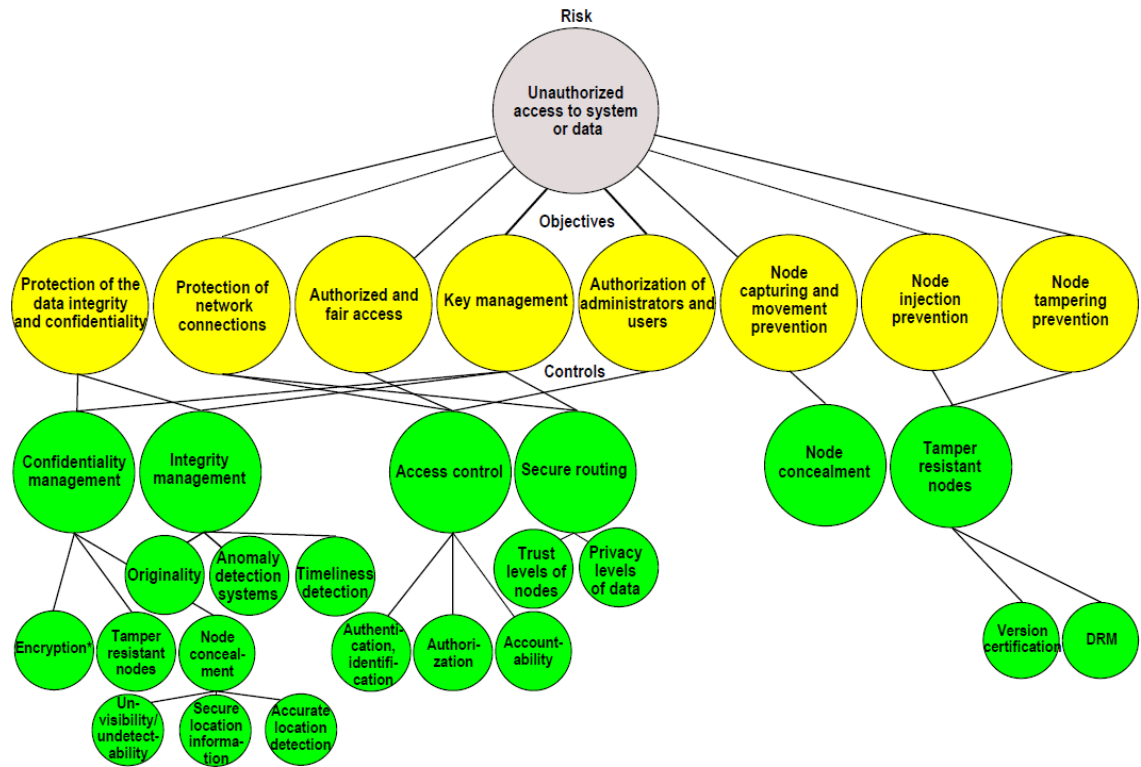 Risk
Unauthorized
access to system
or data
Objectives
Protection of the
data integrity
and confidentiality
Protection of
network
connections
Authorized and
fair access
Key management
Authorization of
administrators and
users
Node
capturing and
movement
prevention
Node
injection
prevention
Node
tampering
prevention
Controls
Confidentiality
management
Integrity
management
Access control
Secure routing
Node
concealment
Tamper
resistant
nodes
Originality
Anomaly
detection
systems
Timeliness
detection
Trust
levels of
nodes
Privacy
levels
of data
Encryption*
Tamper
resistant
nodes
Node
conceal-
ment
Authenti-
cation,
identifi-
cation
Authori-
zation
Account-
ability
Version
certification
DRM
Un-
visibility/
undetect-
ability
Secure
location
informa-
tion
Accurate
location
detection